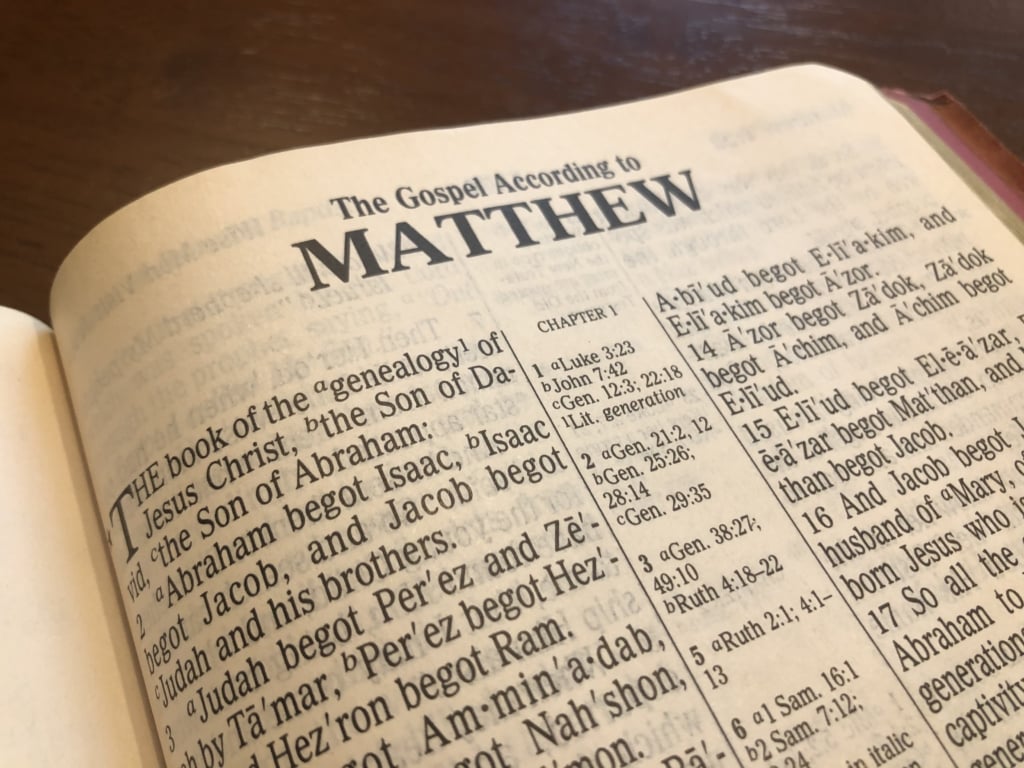 The Gospel According to
MATTHEW
THE book of the ᵃgenealogy¹ of
Jesus Christ, ᵇthe Son of Da-
vid, ᶜthe Son of Abraham:
2 ᵃAbraham begot Isaac, ᵇIsaac
begot Jacob, and Jacob begot
ᶜJudah and his brothers.
3 ᵃJudah begot Per'ez and Zē'-
by Tā'mar, ᵇPer'ez begot Hez'-
Hez'ron begot Ram.
Am·min'a·dab,
Nah'shon,
CHAPTER 1
1 ᵃLuke 3:23
ᵇJohn 7:42
ᶜGen. 12:3; 22:18
¹Lit. generation
2 ᵃGen. 21:2, 12
ᵇGen. 25:26;
28:14
ᶜGen. 29:35
3 ᵃGen. 38:27;
49:10
ᵇRuth 4:18–22
5 ᵃRuth 2:1; 4:1–
13
6 ᵃ1 Sam. 16:1
ᵇ2 Sam. 7:12;
in italic
A·bī'ud begot E·lī'a·kim, and
E·lī'a·kim begot Ā'zor.
14 Ā'zor begot Zā'dok, Zā'dok
begot Ā'chim, and Ā'chim begot
E·lī'ud.
15 E·lī'ud begot El·ē·ā'zar,
ē·ā'zar begot Mat'than, and
than begot Jacob.
16 And Jacob begot
husband of ᵃMary,
born Jesus who
17 So all the
Abraham to
captivity